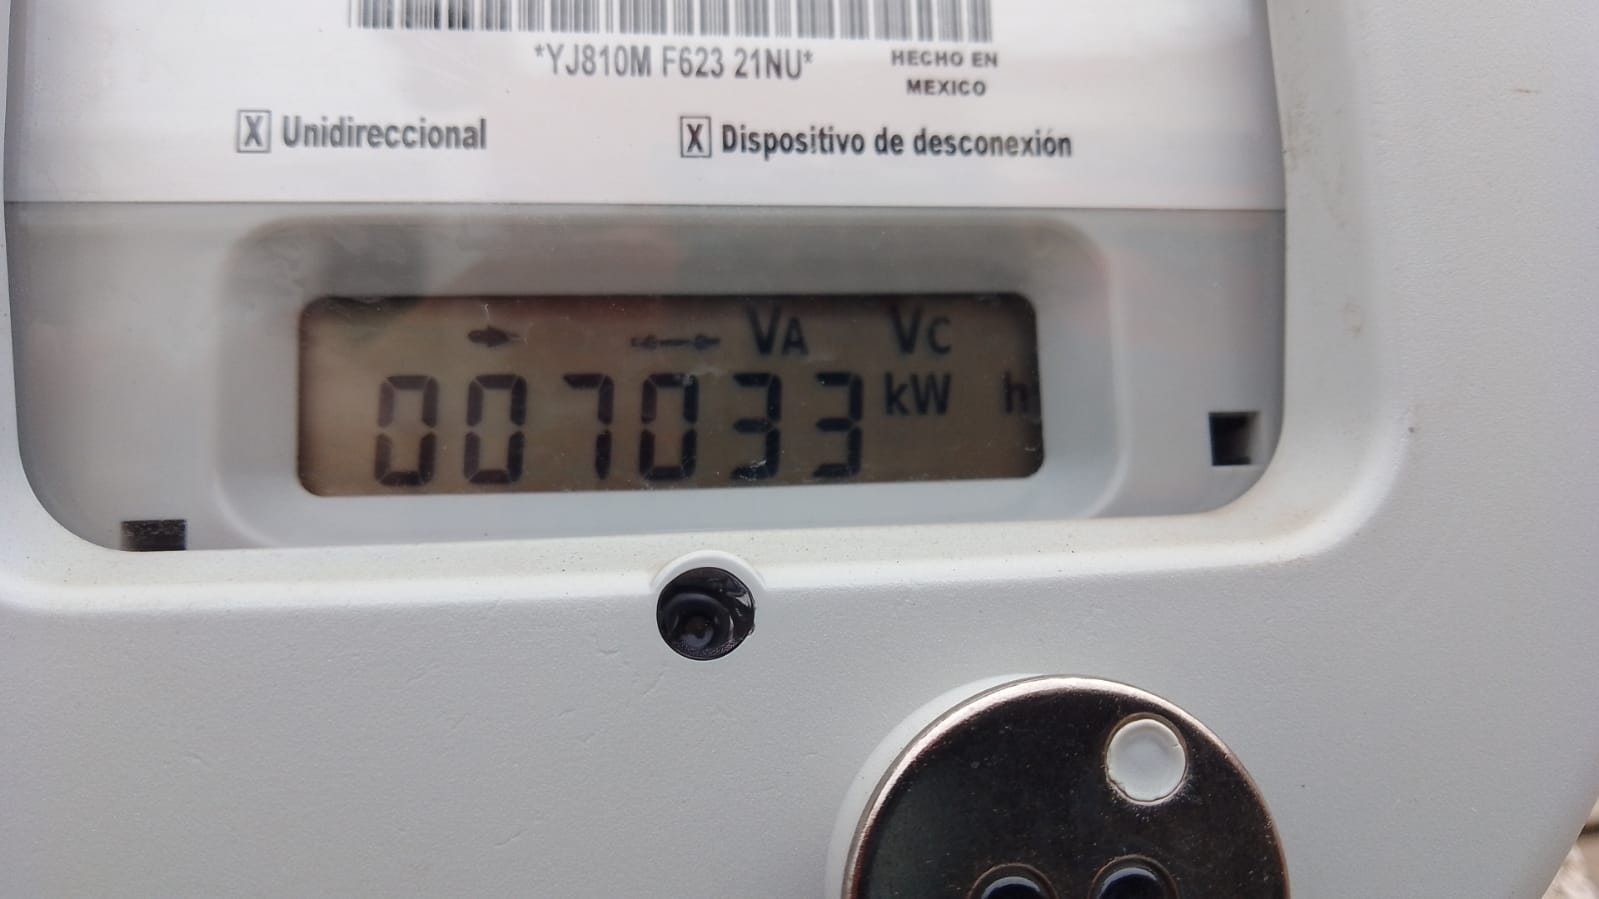 *YJ810M F623 21NU*
HECHO EN
MEXICO
X Unidireccional
X Dispositivo de desconexión
VA VC
007033 kW h